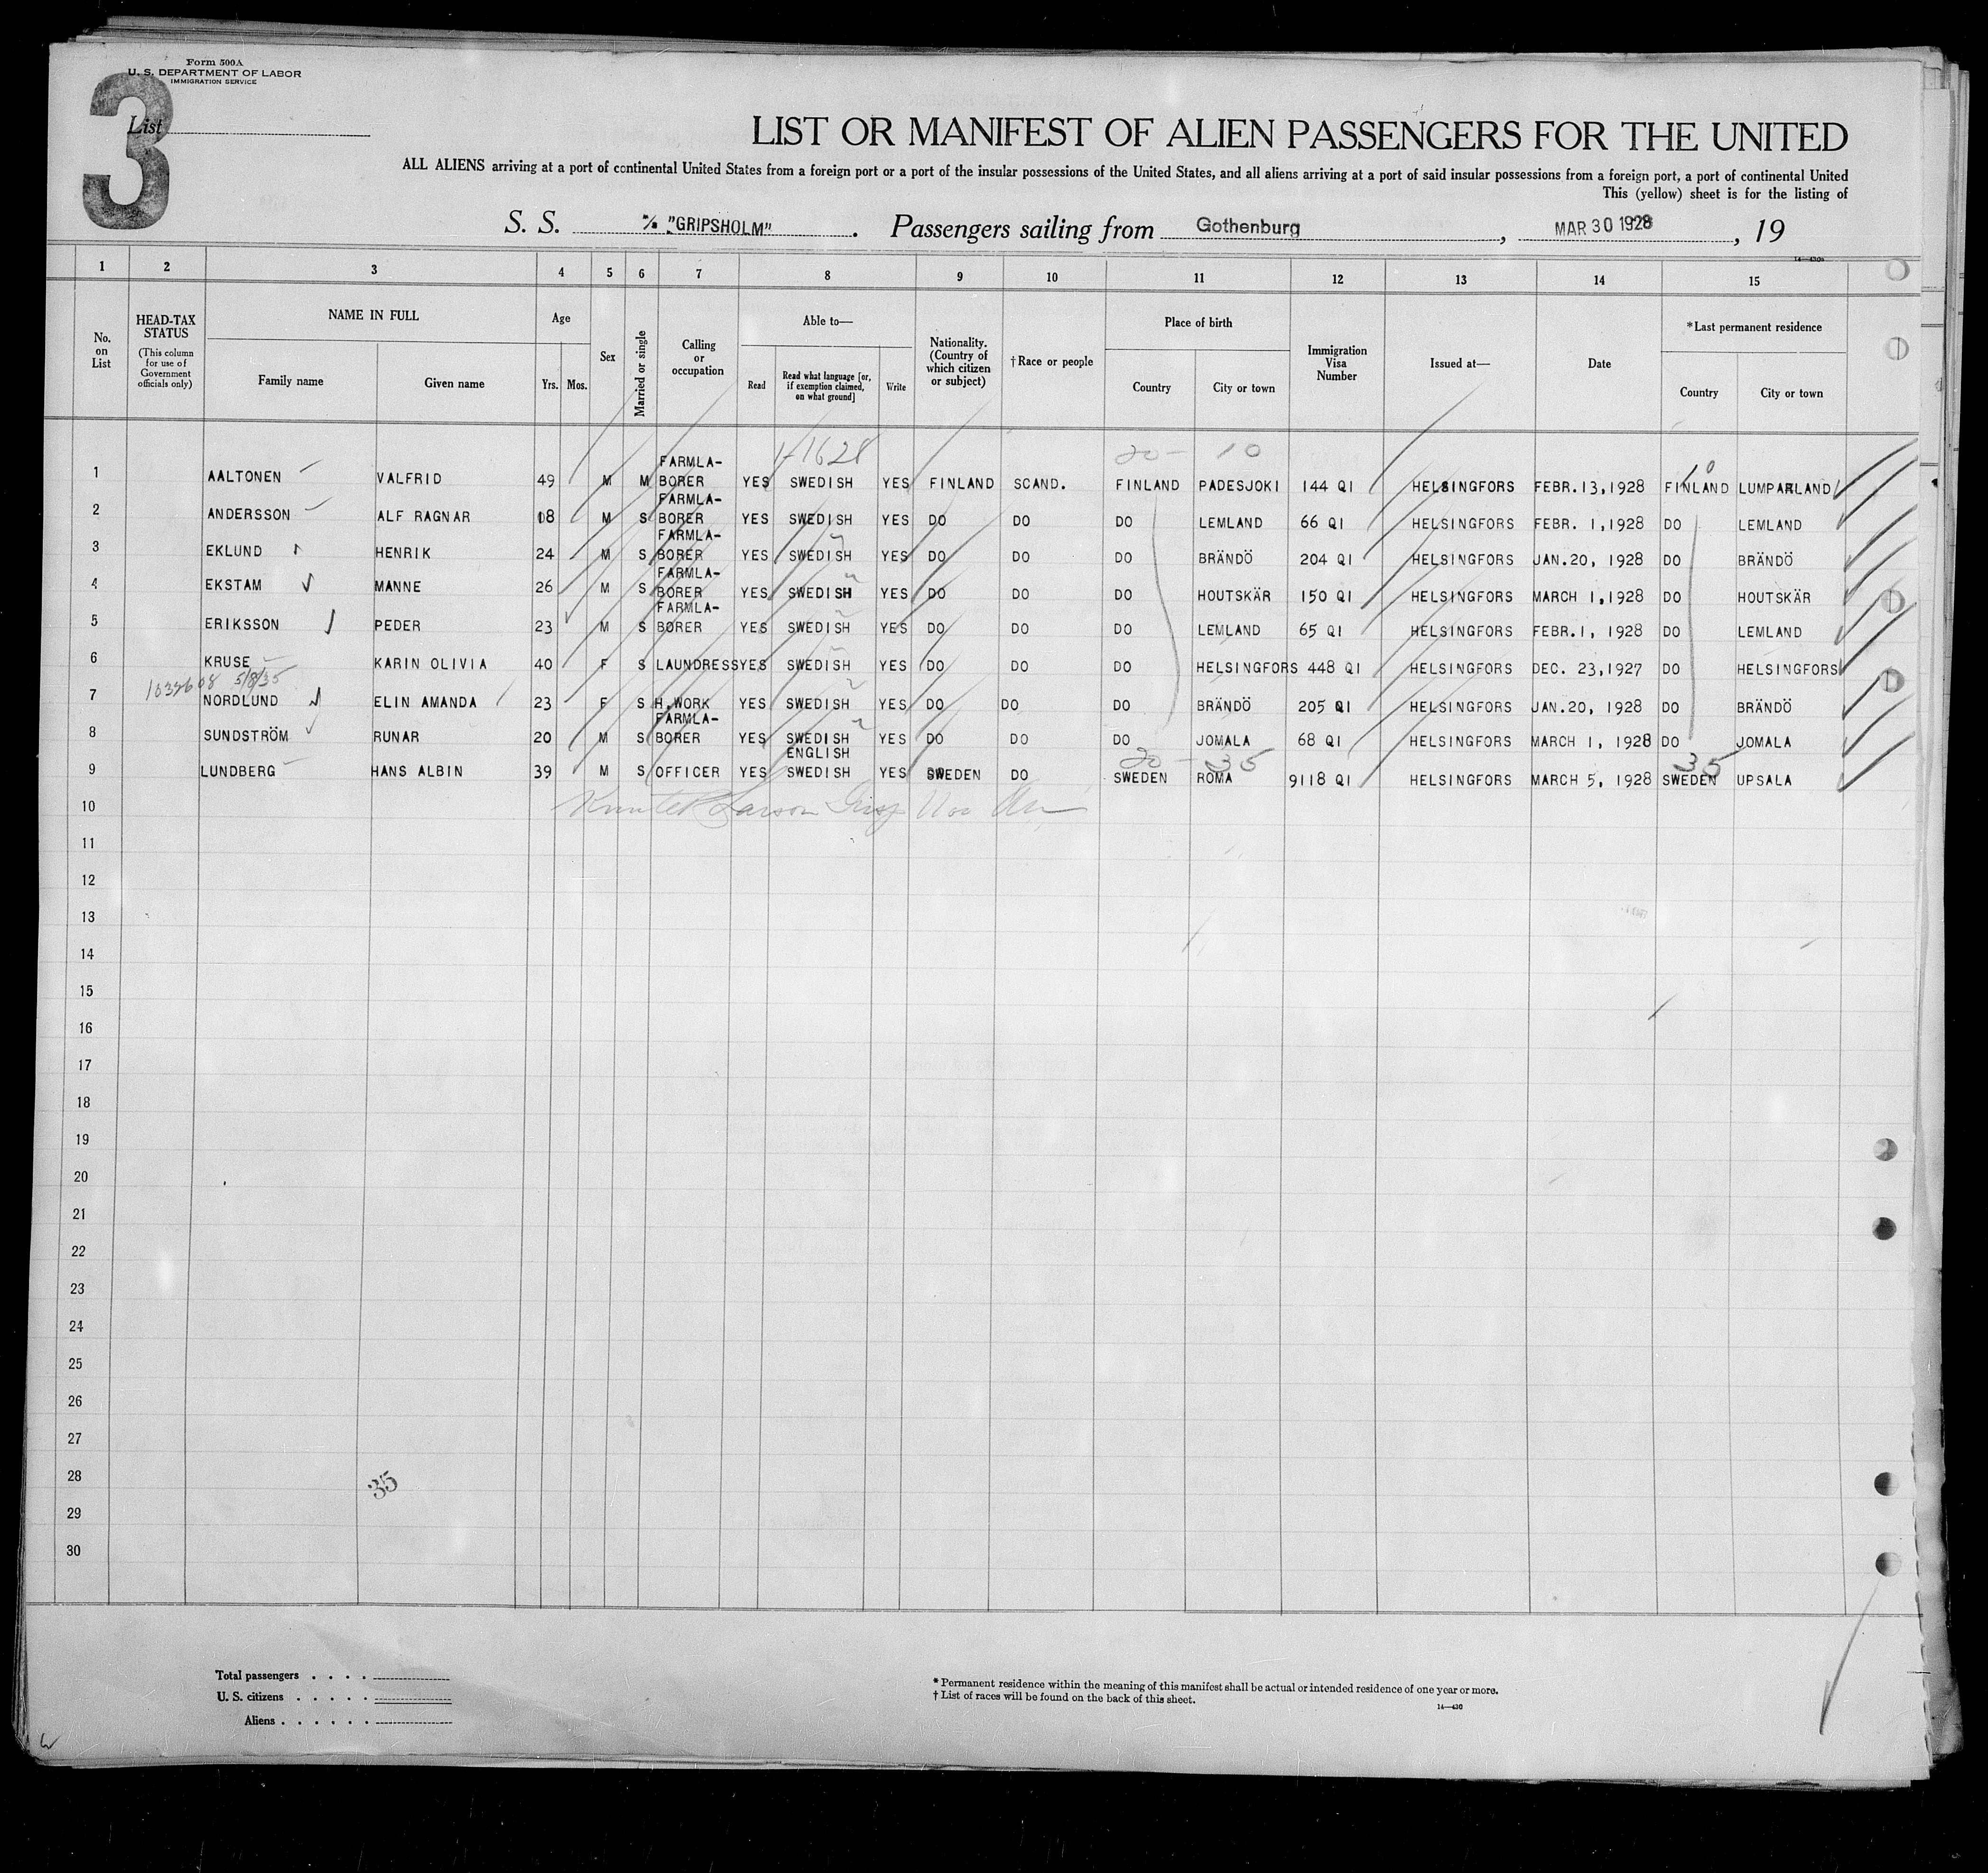 Form 500A
U. S. DEPARTMENT OF LABOR
IMMIGRATION SERVICE
3
List
LIST OR MANIFEST OF ALIEN PASSENGERS FOR THE UNITED
ALL ALIENS arriving at a port of continental United States from a foreign port or a port of the insular possessions of the United States, and all aliens arriving at a port of said insular possessions from a foreign port, a port of continental United
This (yellow) sheet is for the listing of
S. S. "GRIPSHOLM". Passengers sailing from Gothenburg, MAR 30 1928, 19
1 2 3 4 5 6 7 8 9 10 11 12 13 14 15
No. on List
HEAD-TAX STATUS
(This column for use of Government officials only)
NAME IN FULL
Family name Given name
Age
Yrs. Mos.
Sex
Married or single
Calling or occupation
Able to—
Read
Read what language [or, if exemption claimed, on what ground]
Write
Nationality. (Country of which citizen or subject)
† Race or people
Place of birth
Country City or town
Immigration Visa Number
Issued at—
Date
*Last permanent residence
Country City or town
20 - 10
10
1 AALTONEN VALFRID 49 M M FARMLA-BORER YES SWEDISH YES FINLAND SCAND. FINLAND PADESJOKI 144 QI HELSINGFORS FEBR.13,1928 FINLAND LUMPARLAND
2 ANDERSSON ALF RAGNAR 18 M S FARMLA-BORER YES SWEDISH YES DO DO DO LEMLAND 66 QI HELSINGFORS FEBR. 1,1928 DO LEMLAND
3 EKLUND HENRIK 24 M S FARMLA-BORER YES SWEDISH YES DO DO DO BRÄNDÖ 204 QI HELSINGFORS JAN.20, 1928 DO BRÄNDÖ
4 EKSTAM MANNE 26 M S FARMLA-BORER YES SWEDISH YES DO DO DO HOUTSKÄR 150 QI HELSINGFORS MARCH 1,1928 DO HOUTSKÄR
5 ERIKSSON PEDER 23 M S FARMLA-BORER YES SWEDISH YES DO DO DO LEMLAND 65 QI HELSINGFORS FEBR.1, 1928 DO LEMLAND
6 KRUSE KARIN OLIVIA 40 F S LAUNDRESS YES SWEDISH YES DO DO DO HELSINGFORS 448 QI HELSINGFORS DEC. 23,1927 DO HELSINGFORS
5/8/35
7 NORDLUND ELIN AMANDA 23 F S H.WORK YES SWEDISH YES DO DO DO BRÄNDÖ 205 QI HELSINGFORS JAN.20, 1928 DO BRÄNDÖ
8 SUNDSTRÖM RUNAR 20 M S FARMLA-BORER YES SWEDISH YES DO DO DO JOMALA 68 QI HELSINGFORS MARCH 1, 1928 DO JOMALA
20 - 35
35
9 LUNDBERG HANS ALBIN 39 M S OFFICER YES ENGLISH SWEDISH YES SWEDEN DO SWEDEN ROMA 9118 QI HELSINGFORS MARCH 5, 1928 SWEDEN UPSALA
10
11
12
13
14
15
16
17
18
19
20
21
22
23
24
25
26
27
28
29
30
35
Total passengers
U. S. citizens
Aliens
* Permanent residence within the meaning of this manifest shall be actual or intended residence of one year or more.
† List of races will be found on the back of this sheet.
14—430